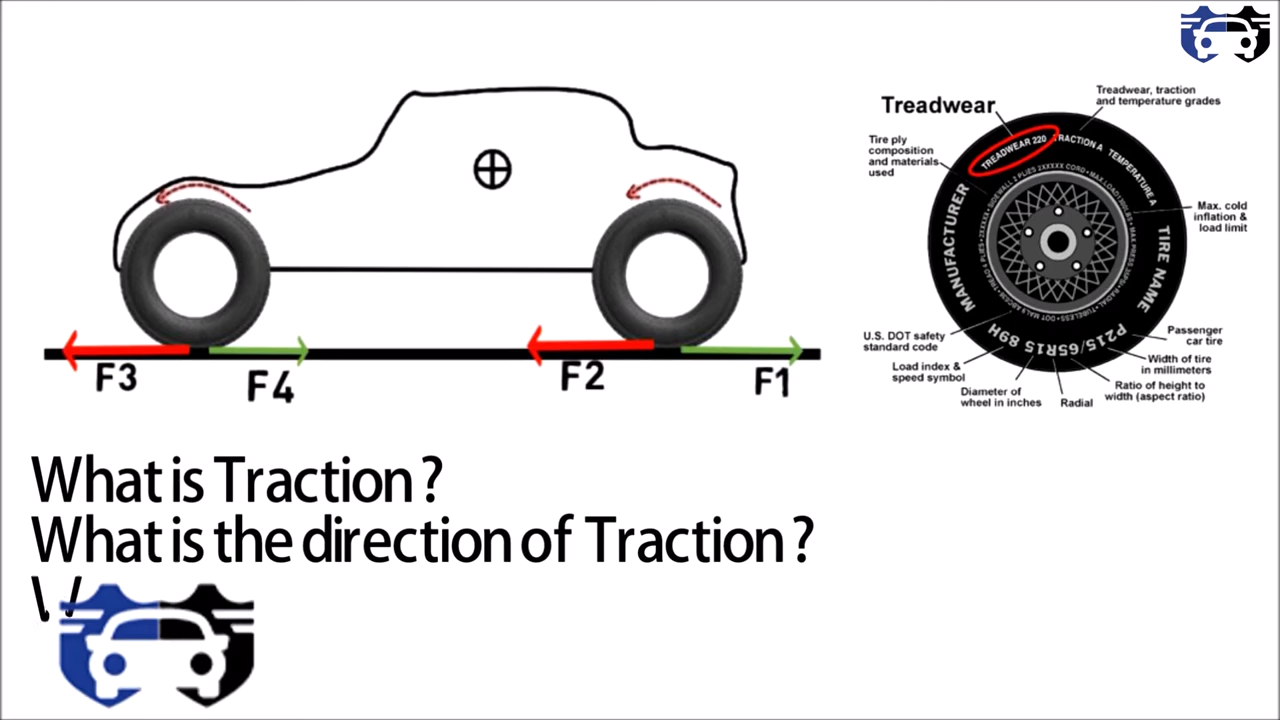 Treadwear
Treadwear, traction
and temperature grades
Tire ply
composition
and materials
used
TREADWEAR 220 TRACTION A TEMPERATURE A
MANUFACTURER
TIRE NAME
P215/65R15 89H
Max. cold
inflation &
load limit
U.S. DOT safety
standard code
Load index &
speed symbol
Diameter of
wheel in inches
Radial
Ratio of height to
width (aspect ratio)
Width of tire
in millimeters
Passenger
car tire
F3
F4
F2
F1
What is Traction ?
What is the direction of Traction ?